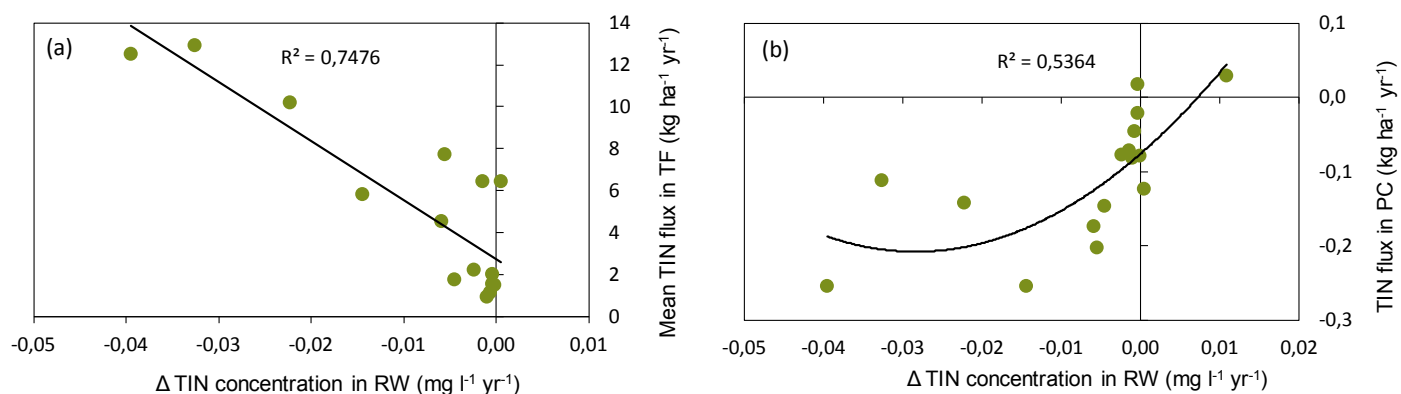 (a)
R² = 0,7476
14
12
10
8
6
4
2
0
Mean TIN flux in TF (kg ha⁻¹ yr⁻¹)
-0,05 -0,04 -0,03 -0,02 -0,01 0,00 0,01
Δ TIN concentration in RW (mg l⁻¹ yr⁻¹)
(b)
R² = 0,5364
0,1
0,0
-0,1
-0,2
-0,3
TIN flux in PC (kg ha⁻¹ yr⁻¹)
-0,05 -0,04 -0,03 -0,02 -0,01 0,00 0,01 0,02
Δ TIN concentration in RW (mg l⁻¹ yr⁻¹)